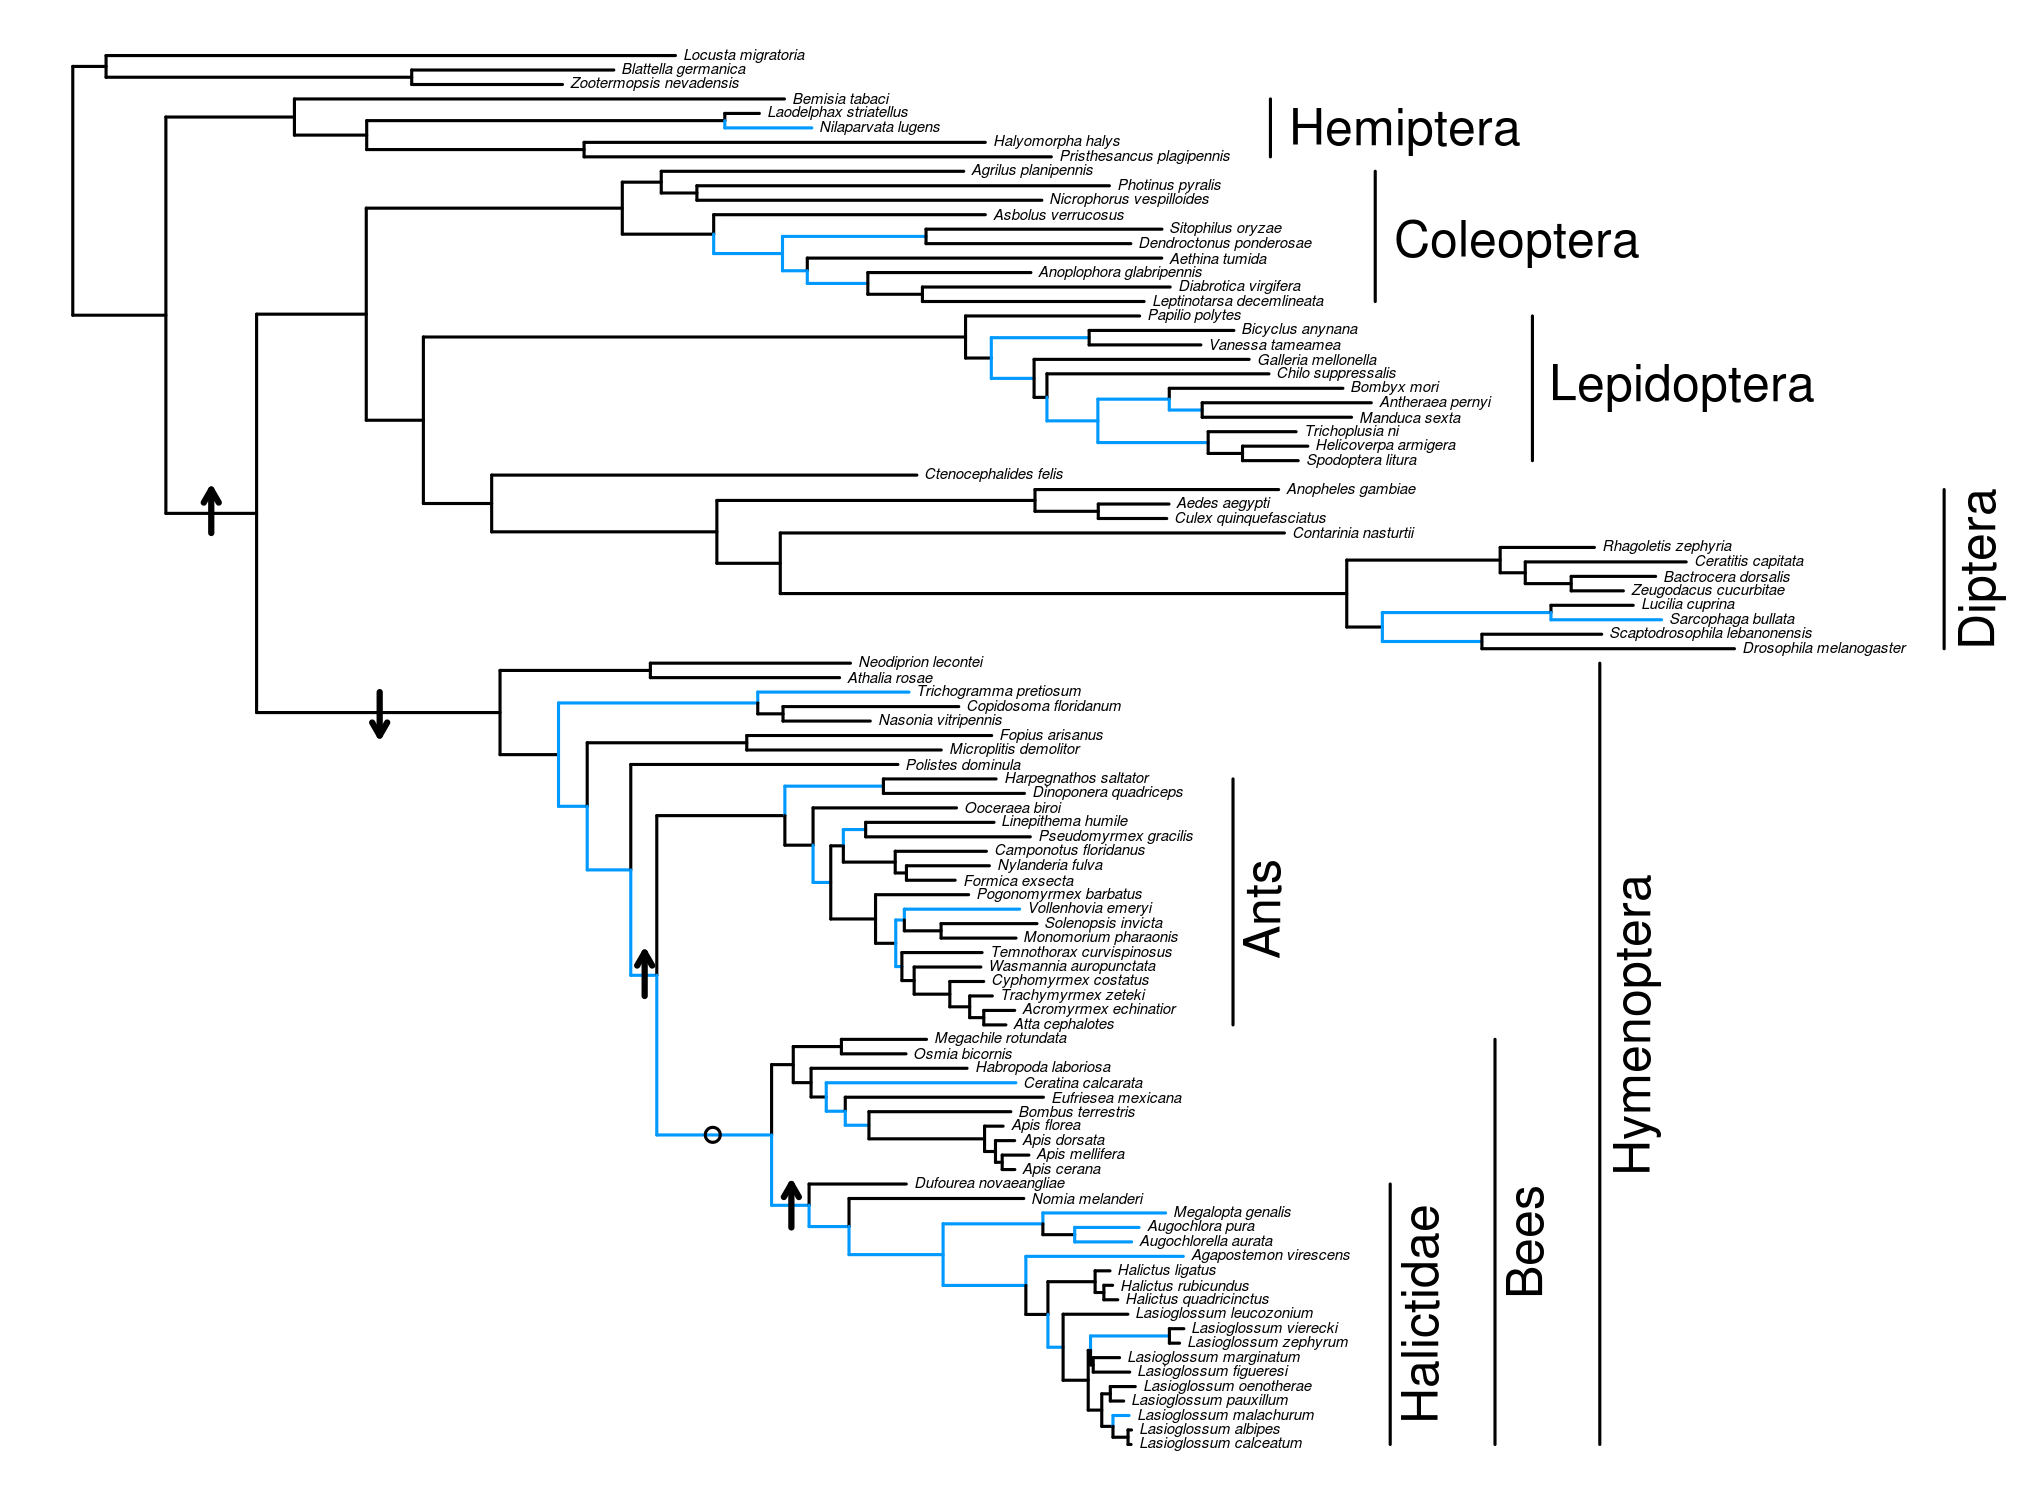 Locusta migratoria
Blattella germanica
Zootermopsis nevadensis
Bemisia tabaci
Laodelphax striatellus
Nilaparvata lugens
Halyomorpha halys
Pristhesancus plagipennis
Hemiptera
Agrilus planipennis
Photinus pyralis
Nicrophorus vespilloides
Asbolus verrucosus
Sitophilus oryzae
Dendroctonus ponderosae
Aethina tumida
Anoplophora glabripennis
Diabrotica virgifera
Leptinotarsa decemlineata
Coleoptera
Papilio polytes
Bicyclus anynana
Vanessa tameamea
Galleria mellonella
Chilo suppressalis
Bombyx mori
Antheraea pernyi
Manduca sexta
Trichoplusia ni
Helicoverpa armigera
Spodoptera litura
Lepidoptera
Ctenocephalides felis
Anopheles gambiae
Aedes aegypti
Culex quinquefasciatus
Contarinia nasturtii
Rhagoletis zephyria
Ceratitis capitata
Bactrocera dorsalis
Zeugodacus cucurbitae
Lucilia cuprina
Sarcophaga bullata
Scaptodrosophila lebanonensis
Drosophila melanogaster
Diptera
Neodiprion lecontei
Athalia rosae
Trichogramma pretiosum
Copidosoma floridanum
Nasonia vitripennis
Fopius arisanus
Microplitis demolitor
Polistes dominula
Harpegnathos saltator
Dinoponera quadriceps
Ooceraea biroi
Linepithema humile
Pseudomyrmex gracilis
Camponotus floridanus
Nylanderia fulva
Formica exsecta
Pogonomyrmex barbatus
Vollenhovia emeryi
Solenopsis invicta
Monomorium pharaonis
Temnothorax curvispinosus
Wasmannia auropunctata
Cyphomyrmex costatus
Trachymyrmex zeteki
Acromyrmex echinatior
Atta cephalotes
Ants
Megachile rotundata
Osmia bicornis
Habropoda laboriosa
Ceratina calcarata
Eufriesea mexicana
Bombus terrestris
Apis florea
Apis dorsata
Apis mellifera
Apis cerana
Dufourea novaeangliae
Nomia melanderi
Megalopta genalis
Augochlora pura
Augochlorella aurata
Agapostemon virescens
Halictus ligatus
Halictus rubicundus
Halictus quadricinctus
Lasioglossum leucozonium
Lasioglossum vierecki
Lasioglossum zephyrum
Lasioglossum marginatum
Lasioglossum figueresi
Lasioglossum oenotherae
Lasioglossum pauxillum
Lasioglossum malachurum
Lasioglossum albipes
Lasioglossum calceatum
Halictidae
Bees
Hymenoptera